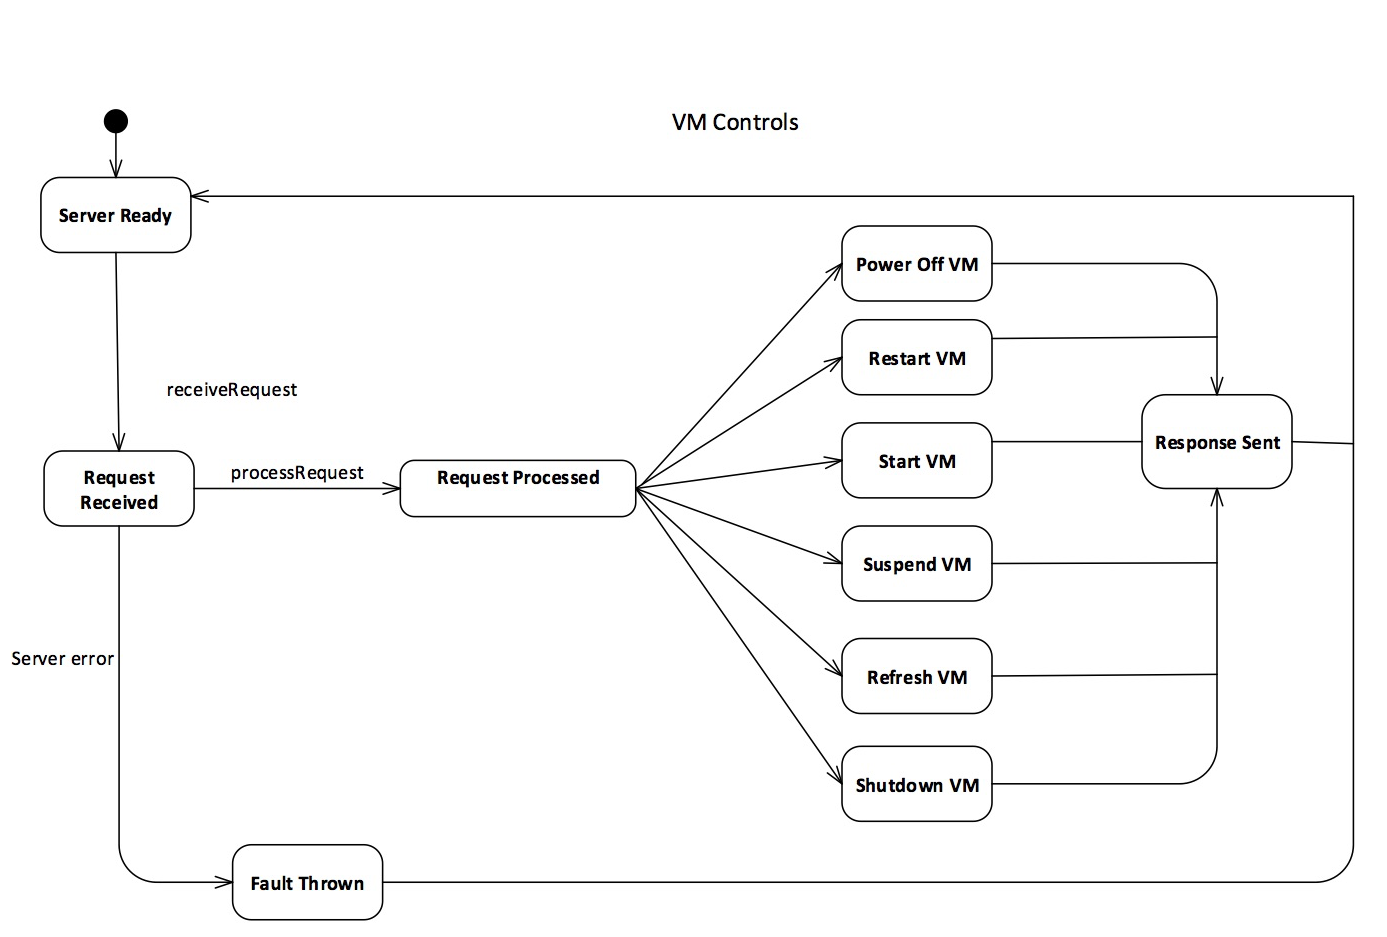 VM Controls
Server Ready
Power Off VM
Restart VM
receiveRequest
Response Sent
Start VM
Request
Received
processRequest
Request Processed
Suspend VM
Server error
Refresh VM
Shutdown VM
Fault Thrown